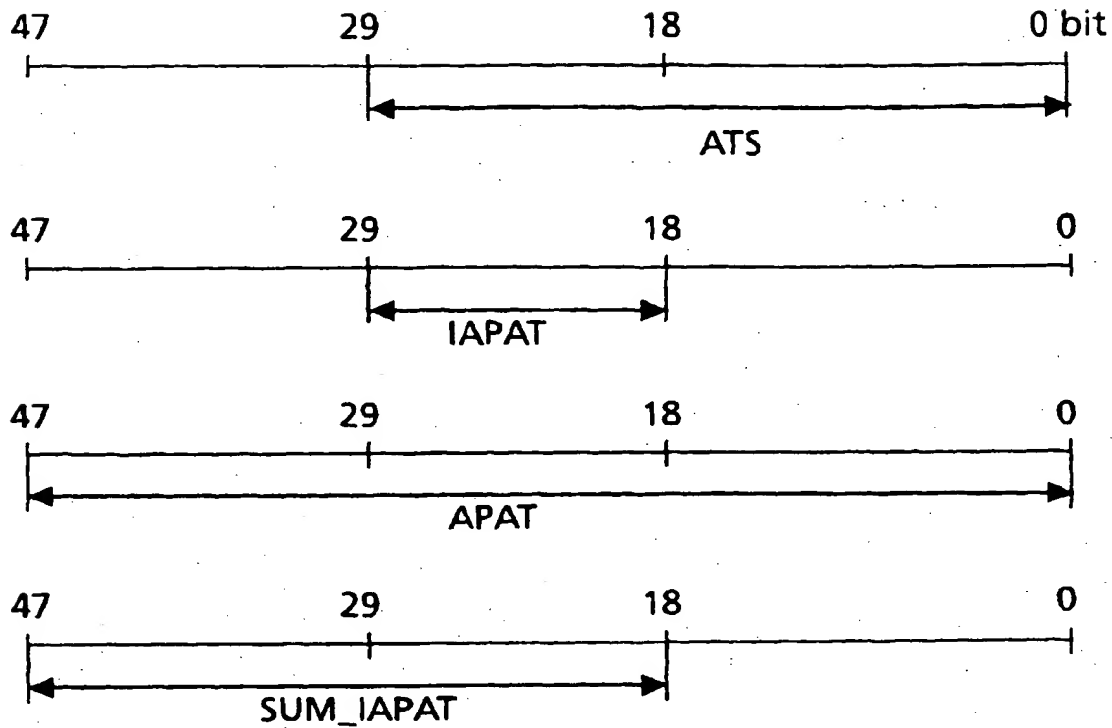 47 29 18 0 bit
ATS
47 29 18 0
IAPAT
47 29 18 0
APAT
47 29 18 0
SUM_IAPAT